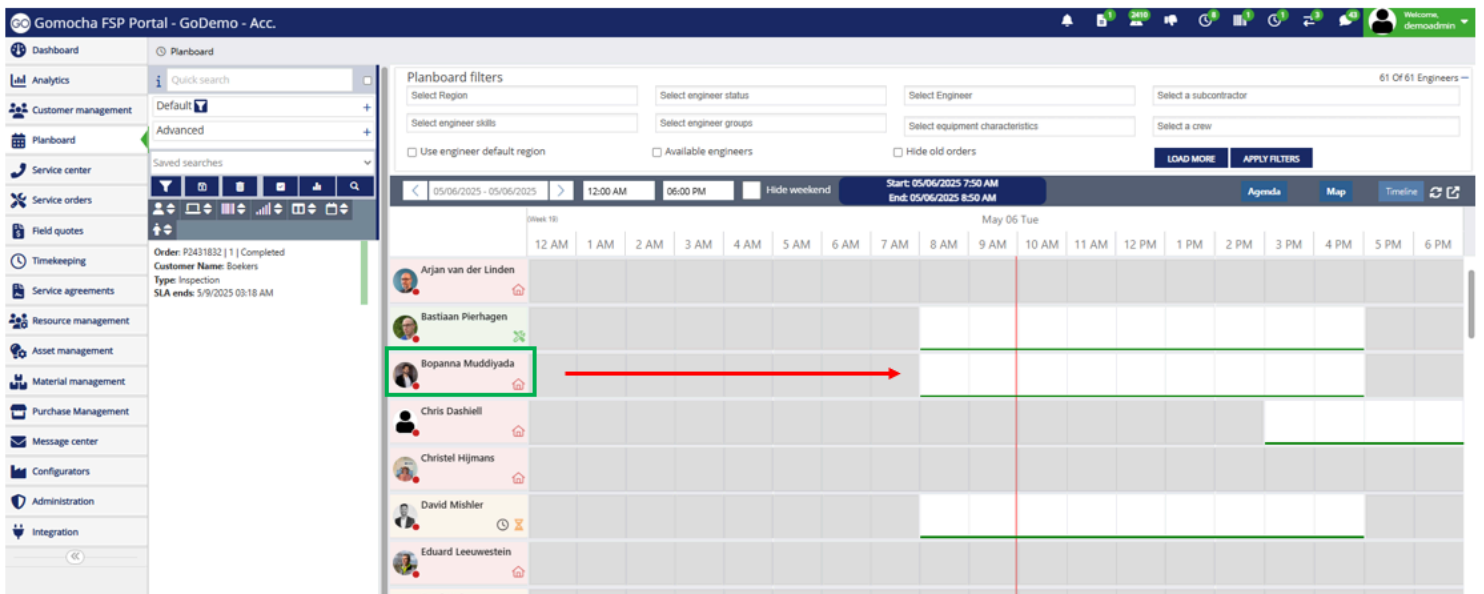 GO Gomocha FSP Portal - GoDemo - Acc.
1
2410
8
1
1
3
43
Welcome,
demoadmin
Dashboard
Analytics
Customer management
Planboard
Service center
Service orders
Field quotes
Timekeeping
Service agreements
Resource management
Asset management
Material management
Purchase Management
Message center
Configurators
Administration
Integration
Planboard
i Quick search
Default
Advanced
Saved searches
Order: P2431832 | 1 | Completed
Customer Name: Boekers
Type: Inspection
SLA ends: 5/9/2025 03:18 AM
Planboard filters
61 Of 61 Engineers
Select Region Select engineer status Select Engineer Select a subcontractor
Select engineer skills Select engineer groups Select equipment characteristics Select a crew
Use engineer default region Available engineers Hide old orders LOAD MORE APPLY FILTERS
05/06/2025 - 05/06/2025 12:00 AM 06:00 PM Hide weekend
Start: 05/06/2025 7:50 AM
End: 05/06/2025 8:50 AM
Agenda Map Timeline
(Week 19) May 06 Tue
12 AM 1 AM 2 AM 3 AM 4 AM 5 AM 6 AM 7 AM 8 AM 9 AM 10 AM 11 AM 12 PM 1 PM 2 PM 3 PM 4 PM 5 PM 6 PM
Arjan van der Linden
Bastiaan Pierhagen
Bopanna Muddiyada
Chris Dashiell
Christel Hijmans
David Mishler
Eduard Leeuwestein